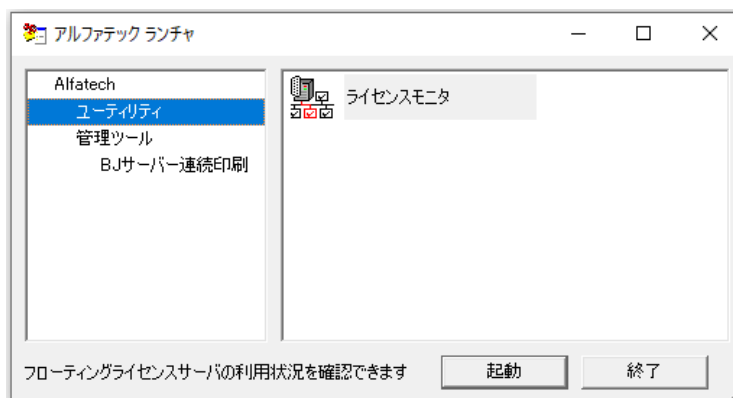 アルファテック ランチャ
Alfatech
ユーティリティ
管理ツール
BJサーバー連続印刷
ライセンスモニタ
フローティングライセンスサーバの利用状況を確認できます
起動
終了